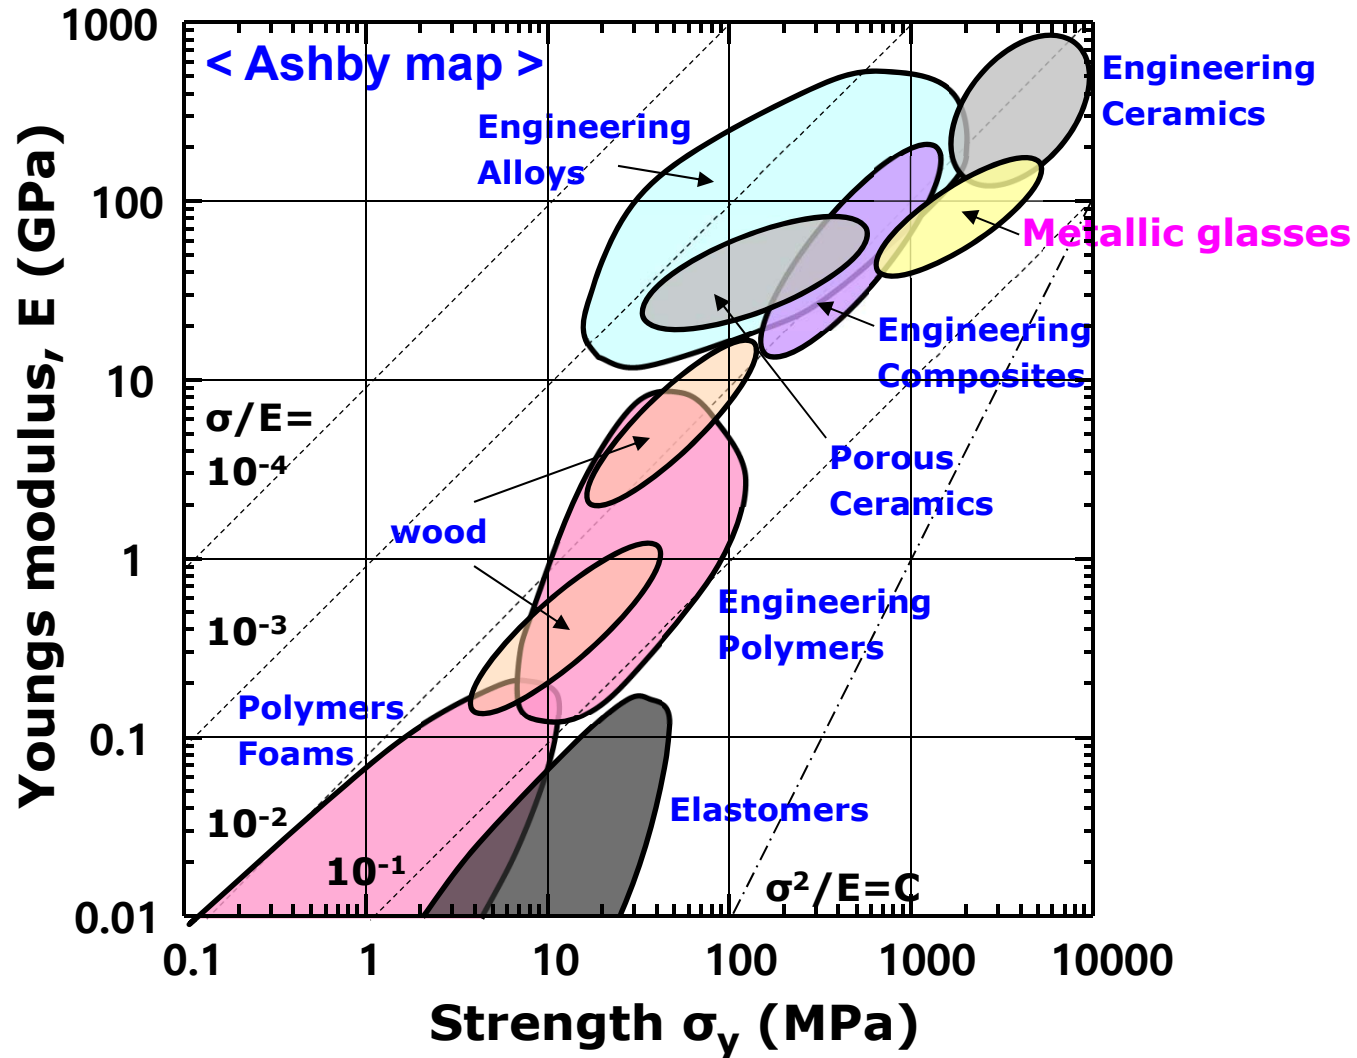 1000
< Ashby map >
Engineering
Ceramics
Engineering
Alloys
100
Metallic glasses
Engineering
Composites
10
σ/E=
10⁻⁴
Porous
Ceramics
wood
1
Engineering
Polymers
10⁻³
Polymers
Foams
0.1
Elastomers
10⁻²
10⁻¹
σ²/E=C
0.01
0.1 1 10 100 1000 10000
Strength σy (MPa)
Youngs modulus, E (GPa)